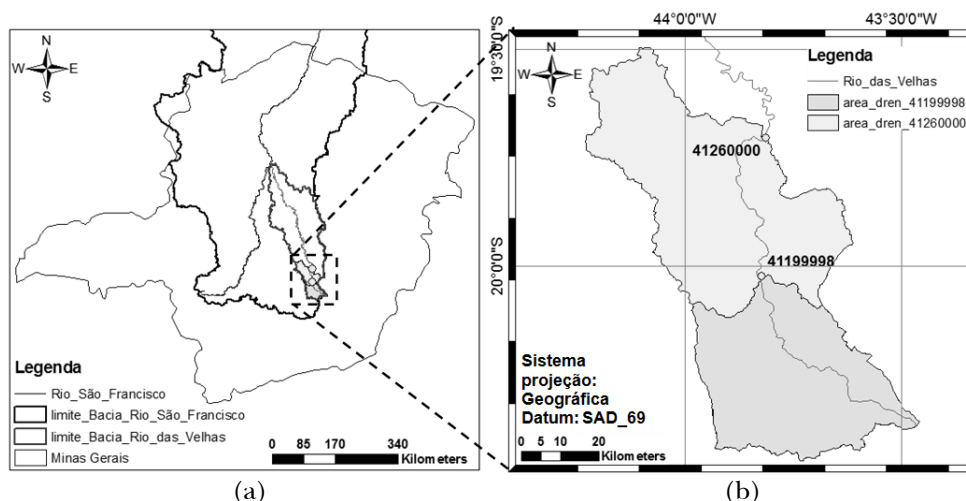 N
W E
S
Legenda
Rio_São_Francisco
limite_Bacia_Rio_São_Francisco
limite_Bacia_Rio_das_Velhas
Minas Gerais
0 85 170 340
Kilometers
(a)
44°0'0"W 43°30'0"W
19°30'0"S
20°0'0"S
N
W E
S
Legenda
Rio_das_Velhas
area_dren_41199998
area_dren_41260000
41260000
41199998
Sistema
projeção:
Geográfica
Datum: SAD_69
0 5 10 20
Kilometers
(b)